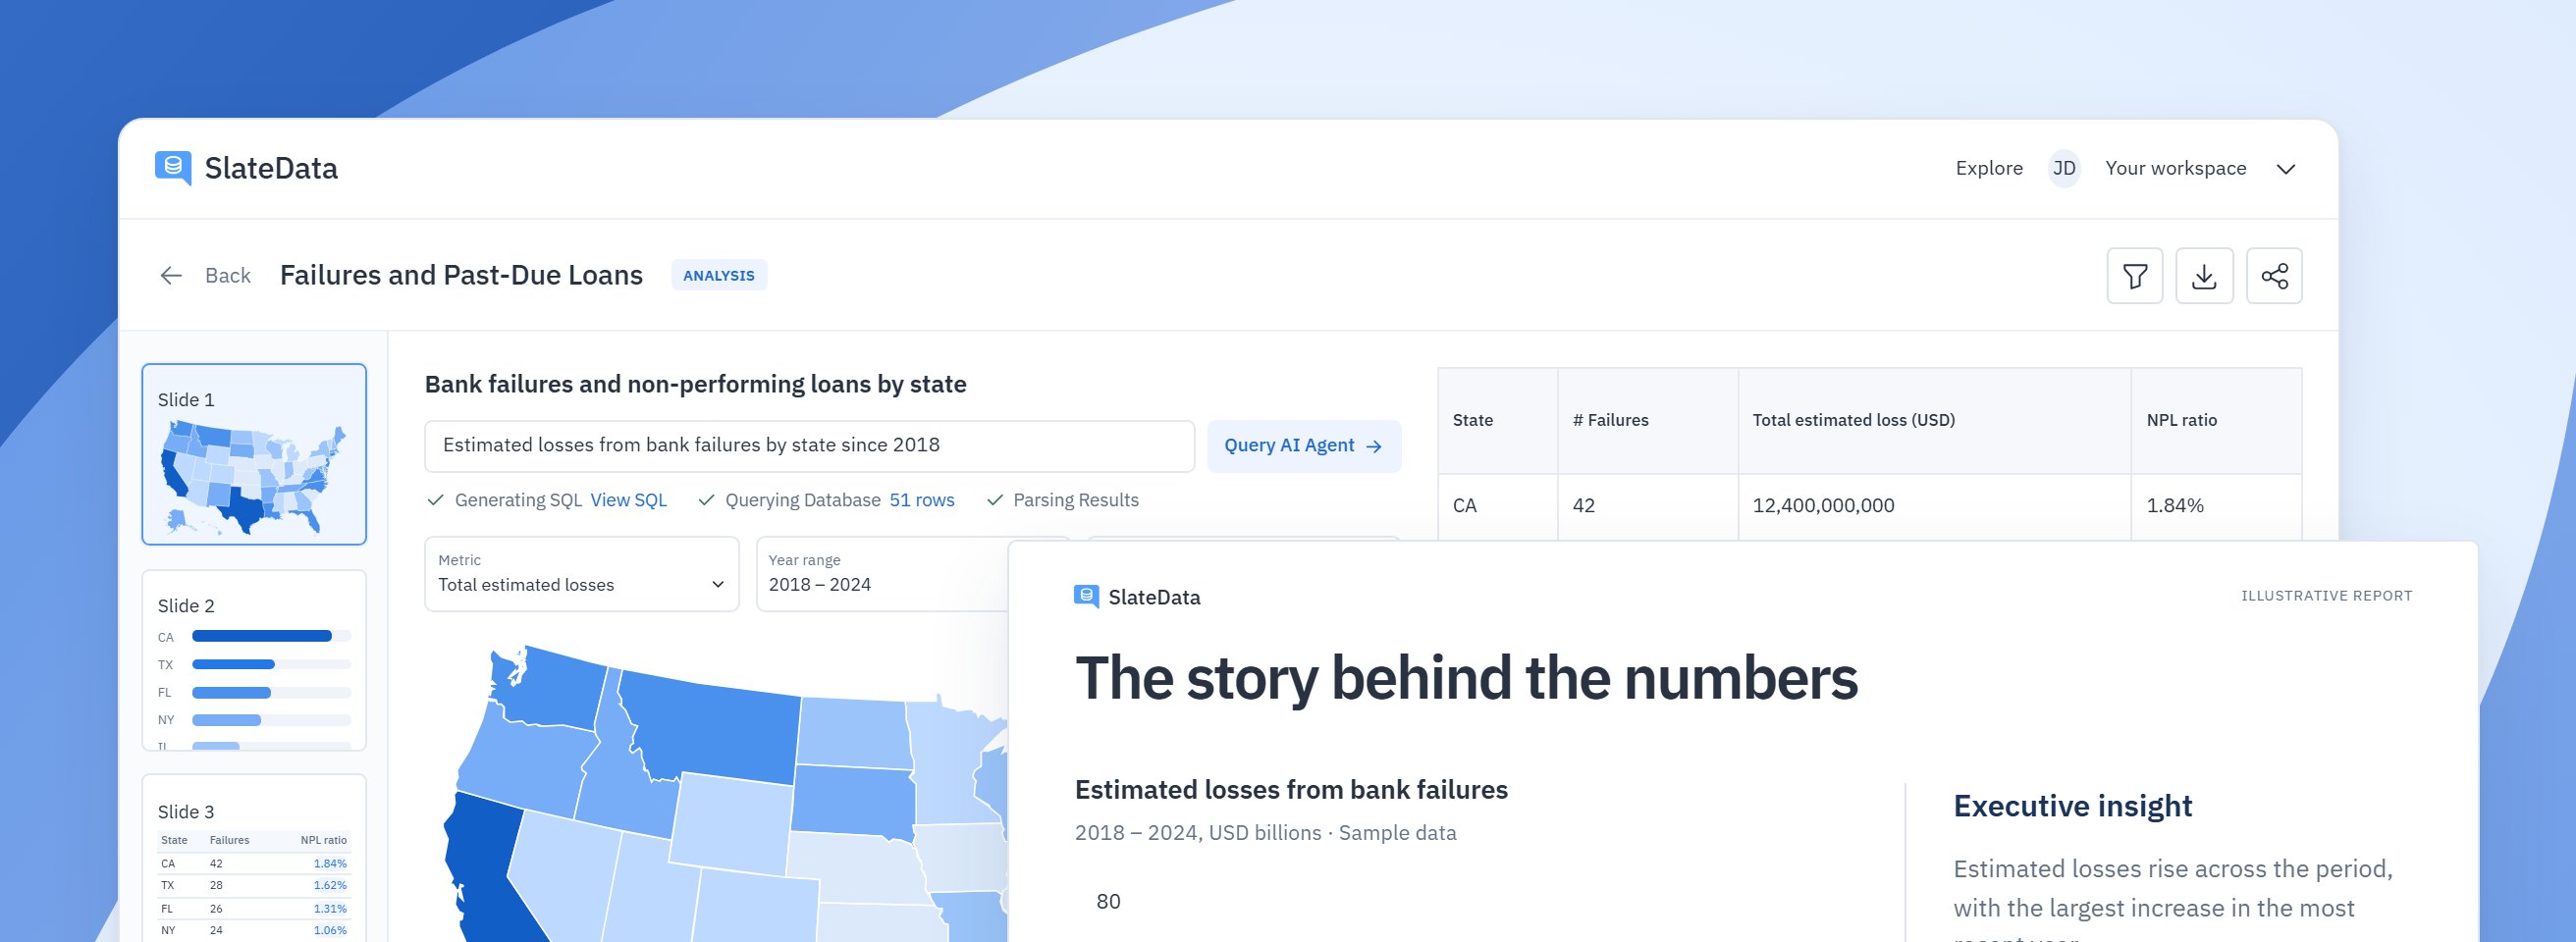 SlateData
Explore JD Your workspace
Back Failures and Past-Due Loans ANALYSIS
Slide 1
Slide 2
CA
TX
FL
NY
IL
Slide 3
State Failures NPL ratio
CA 42 1.84%
TX 28 1.62%
FL 26 1.31%
NY 24 1.06%
Bank failures and non-performing loans by state
Estimated losses from bank failures by state since 2018 Query AI Agent →
Generating SQL View SQL Querying Database 51 rows Parsing Results
Metric
Total estimated losses
Year range
2018 – 2024
State # Failures Total estimated loss (USD) NPL ratio
CA 42 12,400,000,000 1.84%
SlateData ILLUSTRATIVE REPORT
The story behind the numbers
Estimated losses from bank failures
2018 – 2024, USD billions · Sample data
80
Executive insight
Estimated losses rise across the period,
with the largest increase in the most